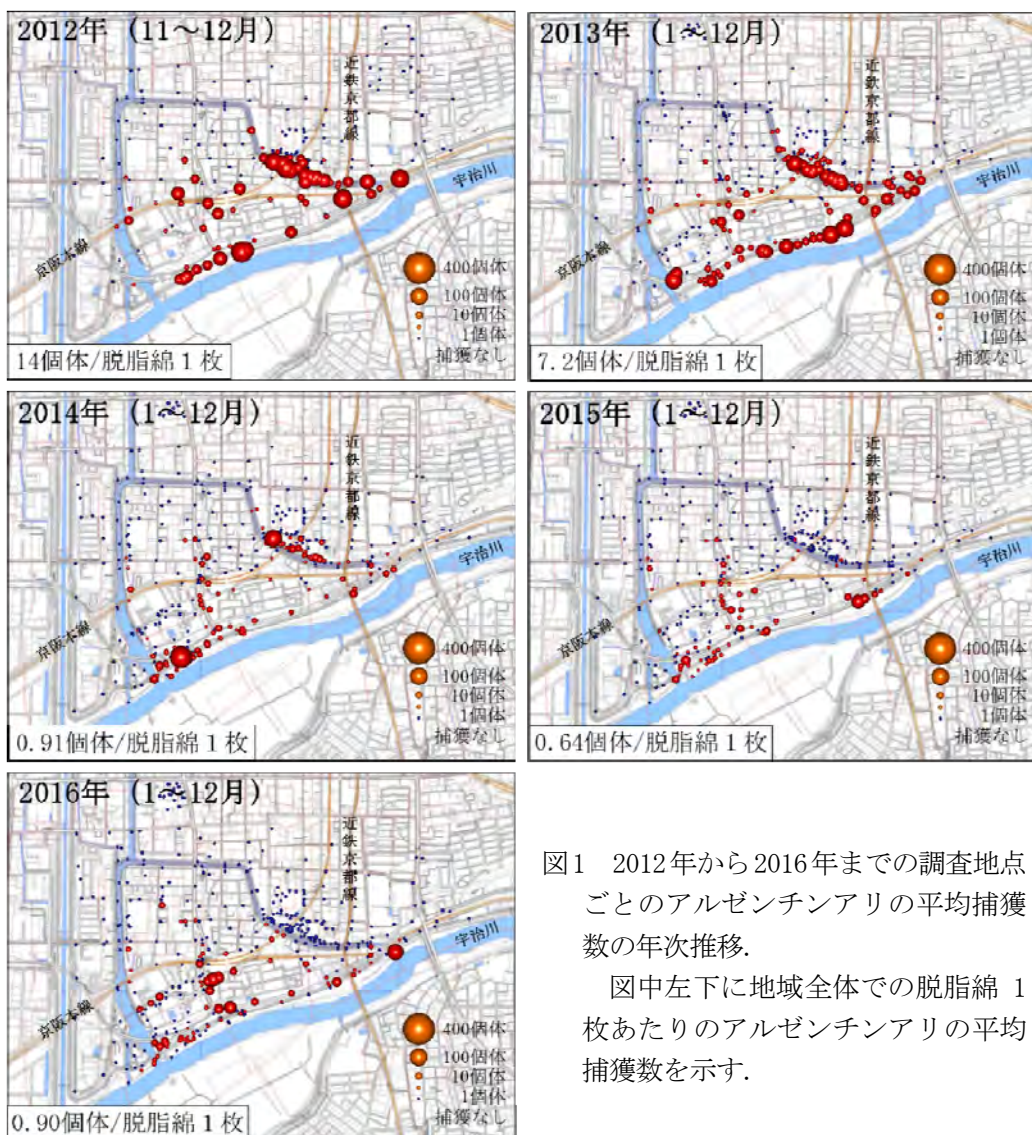 2012年 (11～12月)
近鉄京都線
宇治川
京阪本線
400個体
100個体
10個体
1個体
捕獲なし
14個体/脱脂綿 1 枚
2013年 (1～12月)
近鉄京都線
宇治川
京阪本線
400個体
100個体
10個体
1個体
捕獲なし
7.2個体/脱脂綿 1 枚
2014年 (1～12月)
近鉄京都線
宇治川
京阪本線
400個体
100個体
10個体
1個体
捕獲なし
0.91個体/脱脂綿 1 枚
2015年 (1～12月)
近鉄京都線
宇治川
京阪本線
400個体
100個体
10個体
1個体
捕獲なし
0.64個体/脱脂綿 1 枚
2016年 (1～12月)
近鉄京都線
宇治川
京阪本線
400個体
100個体
10個体
1個体
捕獲なし
0.90個体/脱脂綿 1 枚
図1 2012年から2016年までの調査地点
ごとのアルゼンチンアリの平均捕獲
数の年次推移.
図中左下に地域全体での脱脂綿 1
枚あたりのアルゼンチンアリの平均
捕獲数を示す.